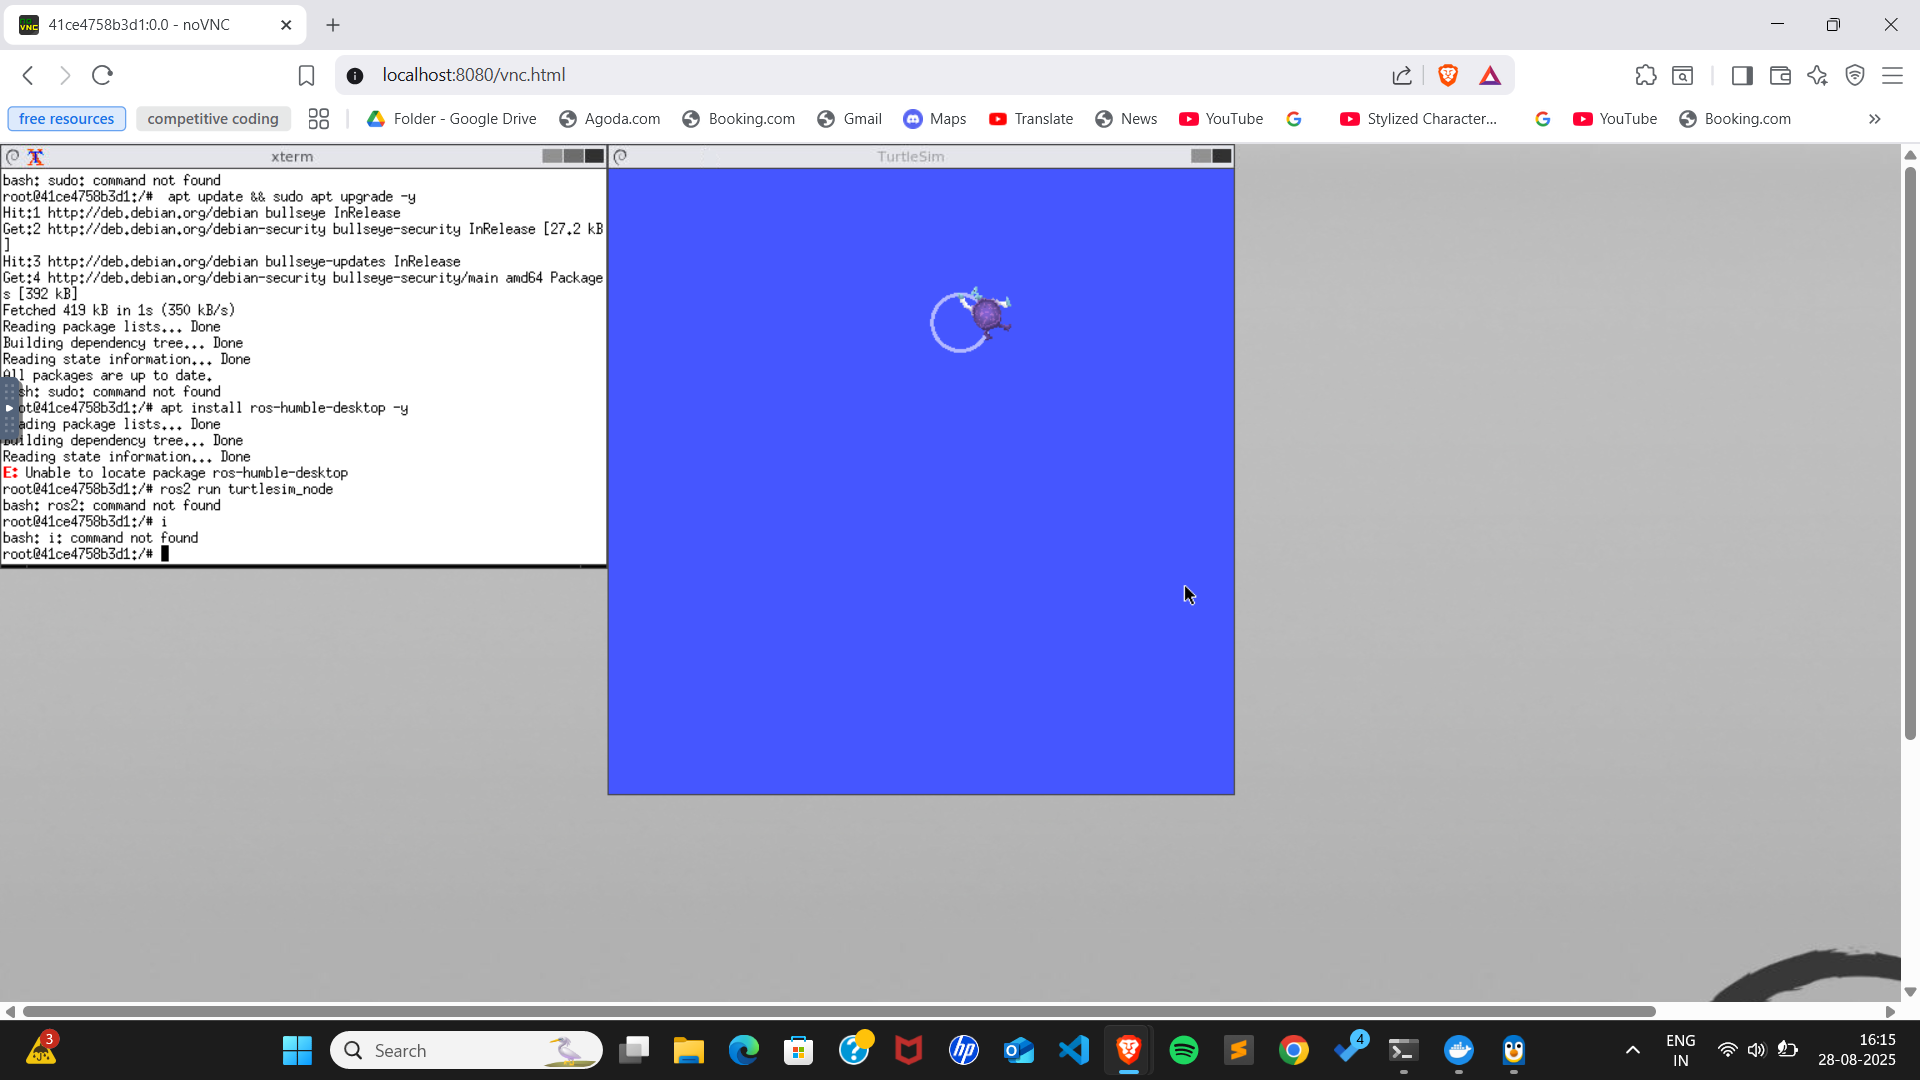 41ce4758b3d1:0.0 - noVNC
localhost:8080/vnc.html
free resources
competitive coding
Folder - Google Drive
Agoda.com
Booking.com
Gmail
Maps
Translate
News
YouTube
Stylized Character...
YouTube
Booking.com
xterm
bash: sudo: command not found
root@41ce4758b3d1:/#  apt update && sudo apt upgrade -y
Hit:1 http://deb.debian.org/debian bullseye InRelease
Get:2 http://deb.debian.org/debian-security bullseye-security InRelease [27.2 kB
]
Hit:3 http://deb.debian.org/debian bullseye-updates InRelease
Get:4 http://deb.debian.org/debian-security bullseye-security/main amd64 Package
s [392 kB]
Fetched 419 kB in 1s (350 kB/s)
Reading package lists... Done
Building dependency tree... Done
Reading state information... Done
All packages are up to date.
sh: sudo: command not found
ot@41ce4758b3d1:/# apt install ros-humble-desktop -y
ading package lists... Done
Building dependency tree... Done
Reading state information... Done
E: Unable to locate package ros-humble-desktop
root@41ce4758b3d1:/# ros2 run turtlesim_node
bash: ros2: command not found
root@41ce4758b3d1:/# i
bash: i: command not found
root@41ce4758b3d1:/#
TurtleSim
3
Search
4
ENG
IN
16:15
28-08-2025